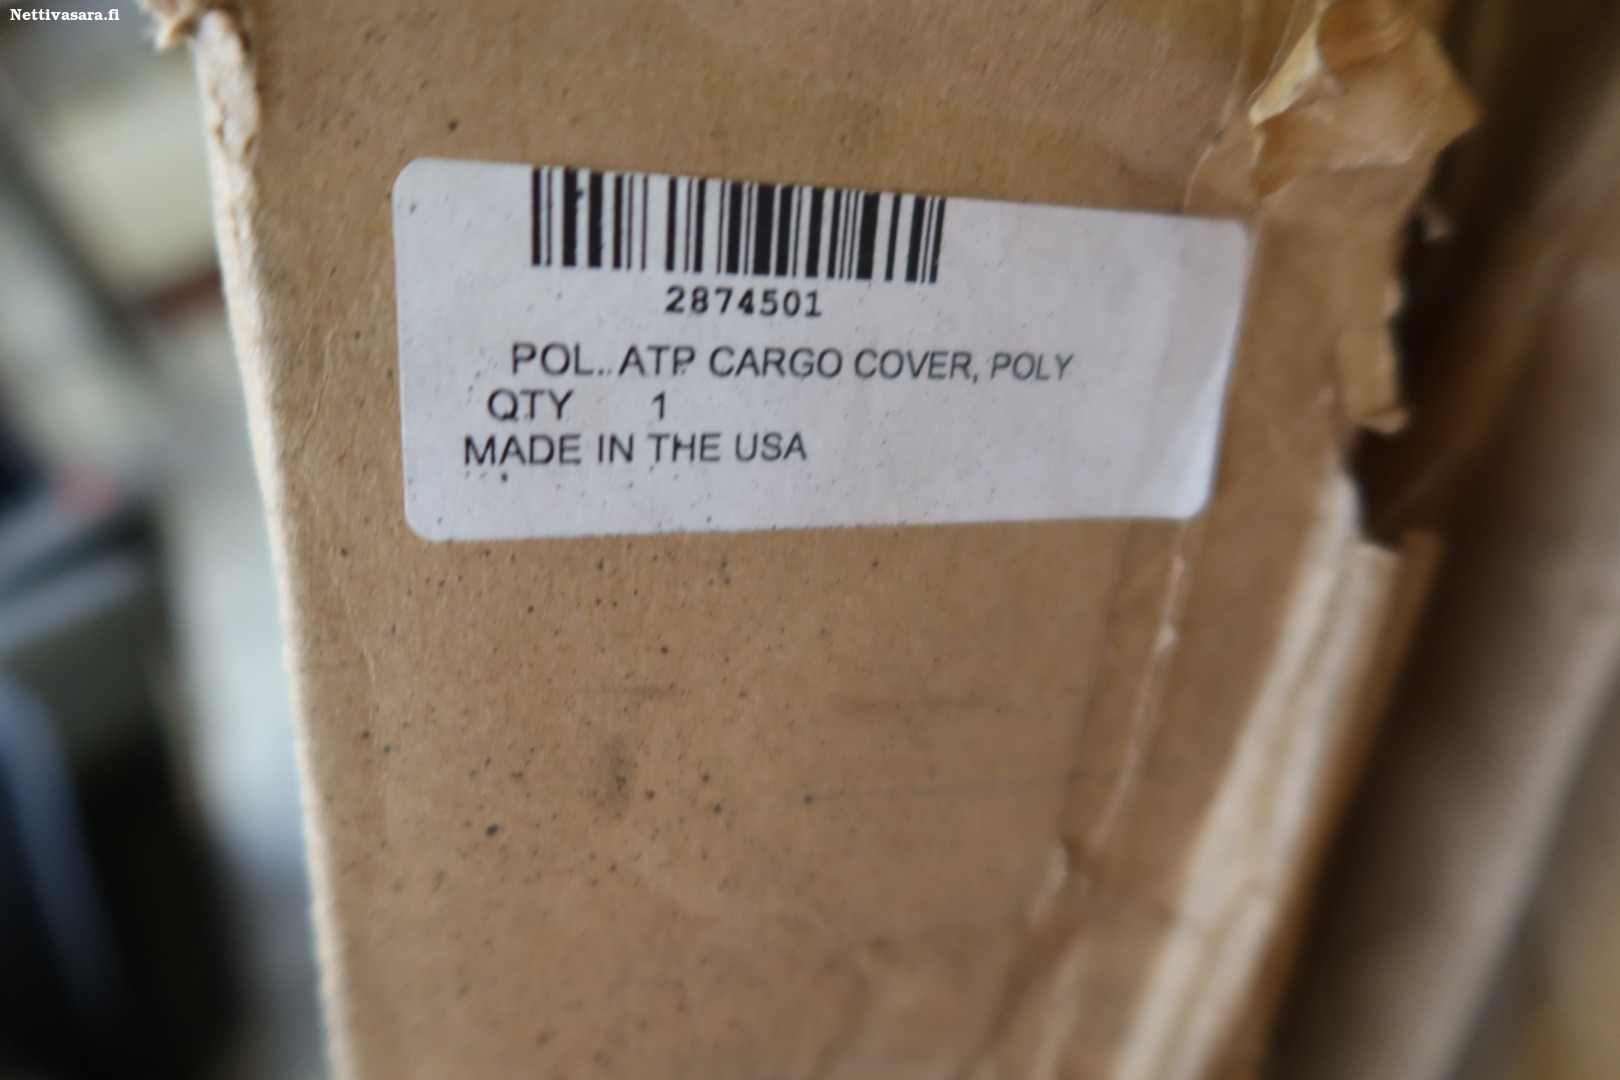 Nettivasara.fi
2874501
POL.. ATP CARGO COVER, POLY
QTY 1
MADE IN THE USA